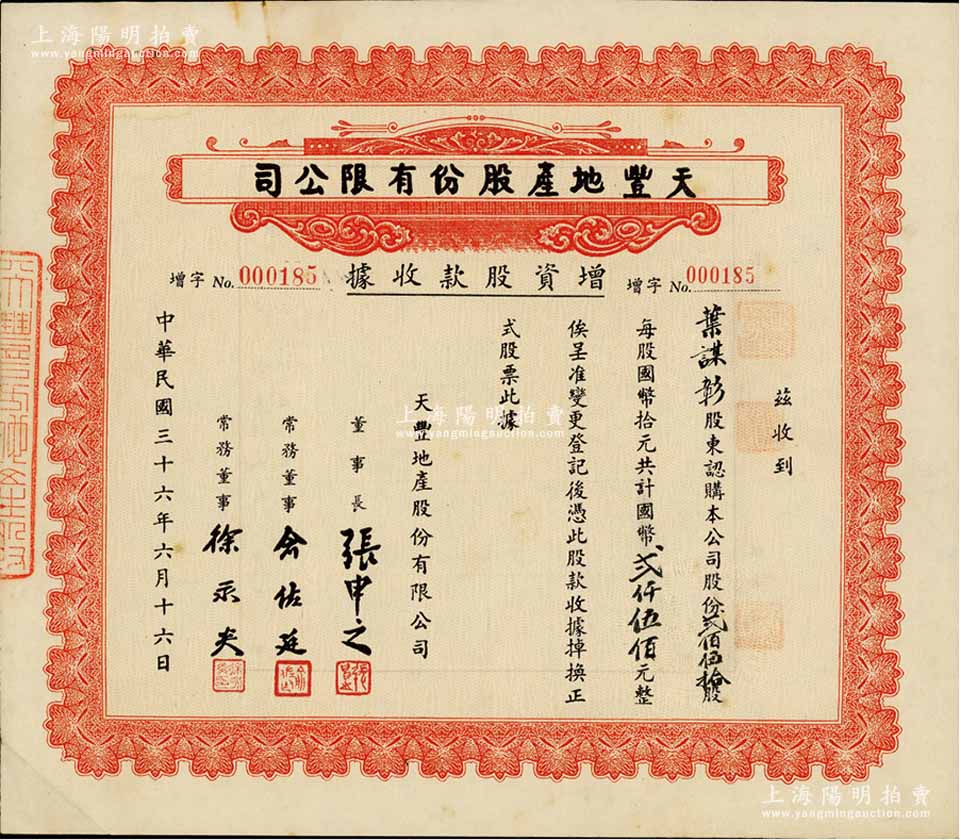 上海陽明拍賣
www.yangmingauction.com
天豐地產股份有限公司
增資股款收據
增字 No. 000185
增字 No. 000185
茲收到
葉謀彰股東認購本公司股份貳佰伍拾股
每股國幣拾元共計國幣貳仟伍佰元整
俟呈准變更登記後憑此股款收據掉換正
式股票此據
天豐地產股份有限公司
董事長 張申之
常務董事 俞佐廷
常務董事 徐示夫
中華民國三十六年六月十六日
上海陽明拍賣
www.yangmingauction.com
上海陽明拍賣
www.yangmingauction.com